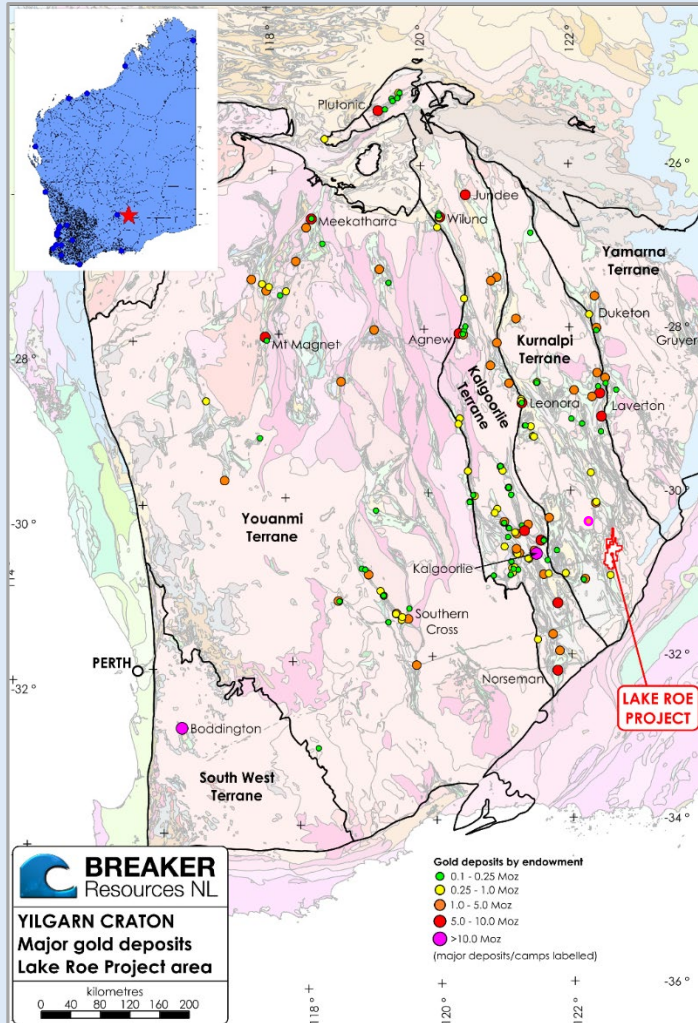 118 °
120 °
122 °
-26 °
-28 °
-28 °
-30 °
-30 °
-32 °
-32 °
-34 °
-34 °
-36 °
118 °
120 °
122 °
Plutonic
Jundee
Meekatharra
Wiluna
Yamarna
Terrane
Duketon
Gruyer
Kurnalpi
Terrane
Agnew
Mt Magnet
Kalgoorlie
Terrane
Leonora
Laverton
Youanmi
Terrane
Kalgoorlie
Southern
Cross
PERTH
Norseman
LAKE ROE
PROJECT
Boddington
South West
Terrane
BREAKER
Resources NL
YILGARN CRATON
Major gold deposits
Lake Roe Project area
kilometres
0 40 80 120 160 200
Gold deposits by endowment
0.1 - 0.25 Moz
0.25 - 1.0 Moz
1.0 - 5.0 Moz
5.0 - 10.0 Moz
>10.0 Moz
(major deposits/camps labelled)